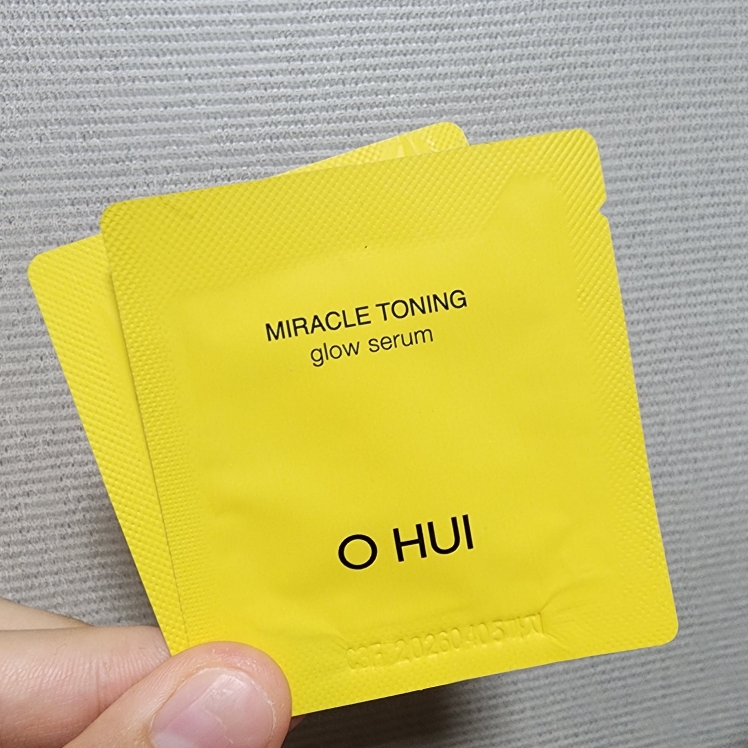 MIRACLE TONING
glow serum
O HUI